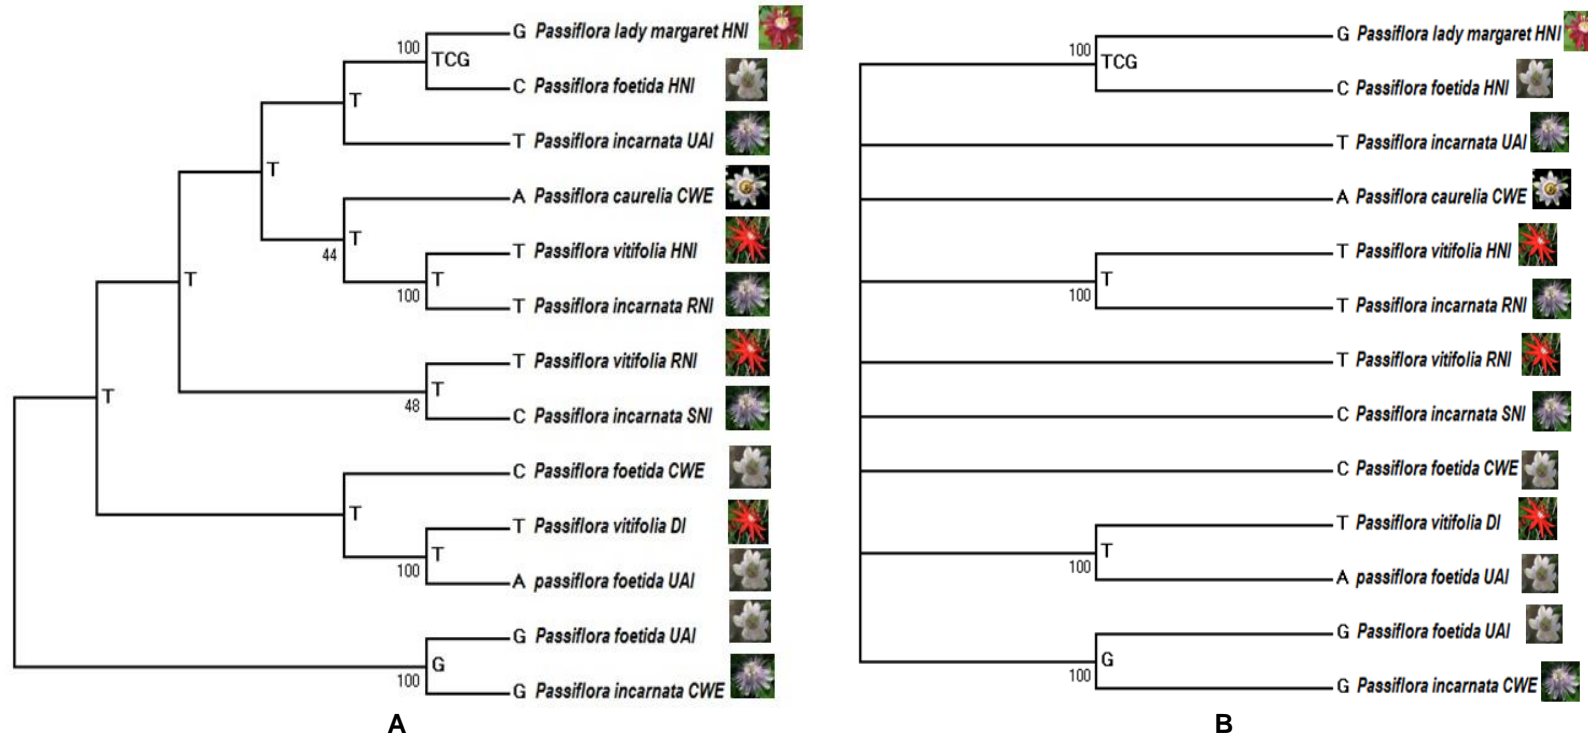 G Passiflora lady margaret HNI
100
TCG
C Passiflora foetida HNI
T
T Passiflora incarnata UAI
T
A Passiflora caurelia CWE
T
44
T Passiflora vitifolia HNI
T
100
T Passiflora incarnata RNI
T
T Passiflora vitifolia RNI
T
48
C Passiflora incarnata SNI
T
C Passiflora foetida CWE
T
T Passiflora vitifolia DI
T
100
A passiflora foetida UAI
G Passiflora foetida UAI
G
100
G Passiflora incarnata CWE
A
G Passiflora lady margaret HNI
100
TCG
C Passiflora foetida HNI
T Passiflora incarnata UAI
A Passiflora caurelia CWE
T Passiflora vitifolia HNI
T
100
T Passiflora incarnata RNI
T Passiflora vitifolia RNI
C Passiflora incarnata SNI
C Passiflora foetida CWE
T Passiflora vitifolia DI
T
100
A passiflora foetida UAI
G Passiflora foetida UAI
G
100
G Passiflora incarnata CWE
B